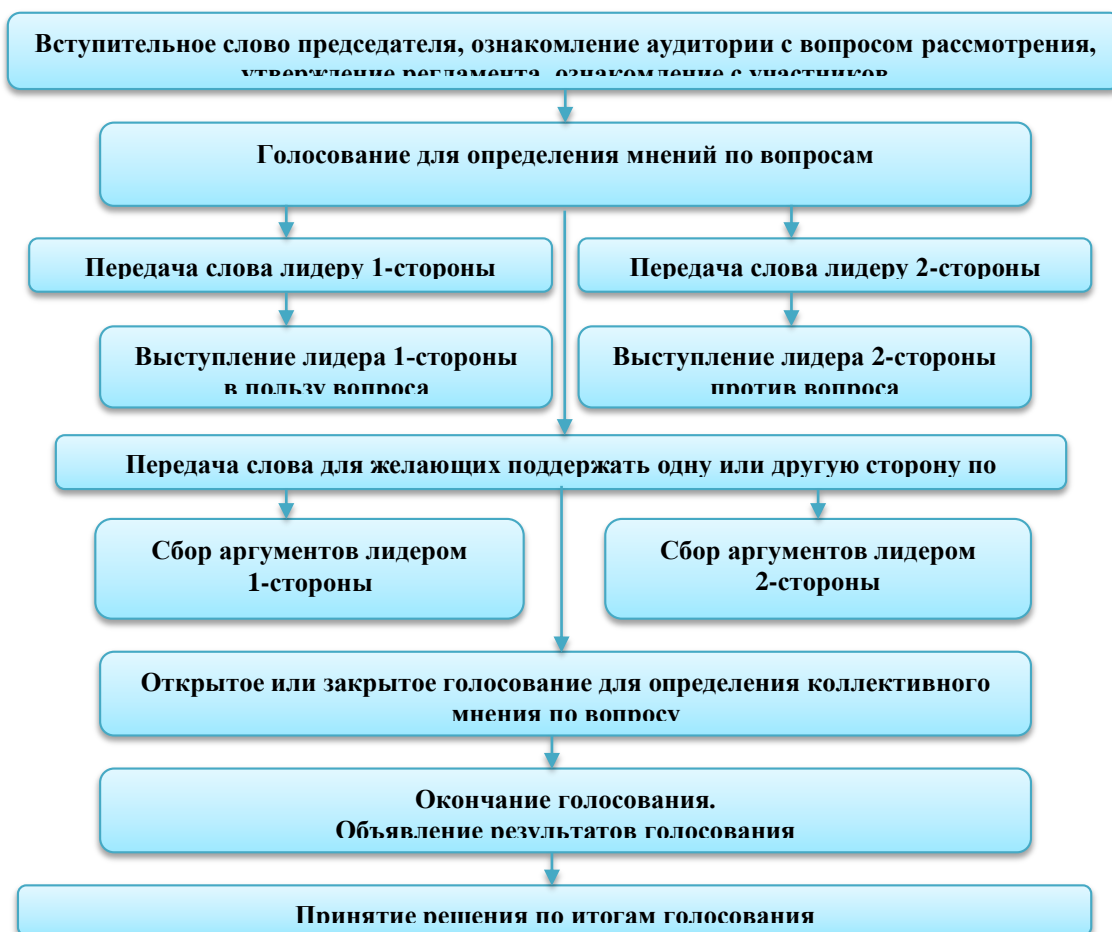 Вступительное слово председателя, ознакомление аудитории с вопросом рассмотрения,
утверждение регламента, ознакомление с участников
Голосование для определения мнений по вопросам
Передача слова лидеру 1-стороны
Передача слова лидеру 2-стороны
Выступление лидера 1-стороны
в пользу вопроса
Выступление лидера 2-стороны
против вопроса
Передача слова для желающих поддержать одну или другую сторону по
Сбор аргументов лидером
1-стороны
Сбор аргументов лидером
2-стороны
Открытое или закрытое голосование для определения коллективного
мнения по вопросу
Окончание голосования.
Объявление результатов голосования
Принятие решения по итогам голосования